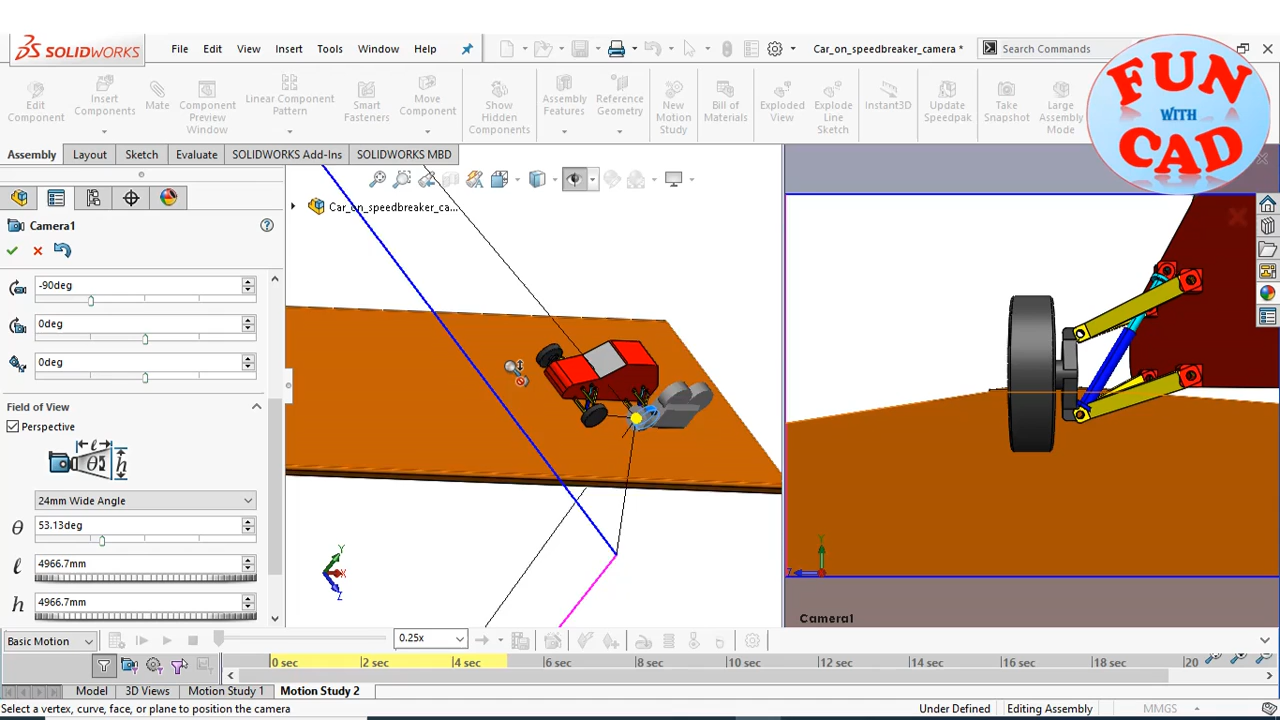 SOLIDWORKS File Edit View Insert Tools Window Help Car_on_speedbreaker_camera * Search Commands
FUN
WITH
CAD
Edit Component
Insert Components
Mate
Component Preview Window
Linear Component Pattern
Smart Fasteners
Move Component
Show Hidden Components
Assembly Features
Reference Geometry
New Motion Study
Bill of Materials
Exploded View
Explode Line Sketch
Instant3D
Update Speedpak
Take Snapshot
Large Assembly Mode
Assembly Layout Sketch Evaluate SOLIDWORKS Add-Ins SOLIDWORKS MBD
Car_on_speedbreaker_ca...
Camera1
-90deg
0deg
0deg
Field of View
Perspective
l
θ h
24mm Wide Angle
θ 53.13deg
l 4966.7mm
h 4966.7mm
Y
X
Z
Y
Z
Camera1
Basic Motion 0.25x
0 sec 2 sec 4 sec 6 sec 8 sec 10 sec 12 sec 14 sec 16 sec 18 sec 20
Model 3D Views Motion Study 1 Motion Study 2
Select a vertex, curve, face, or plane to position the camera Under Defined Editing Assembly MMGS